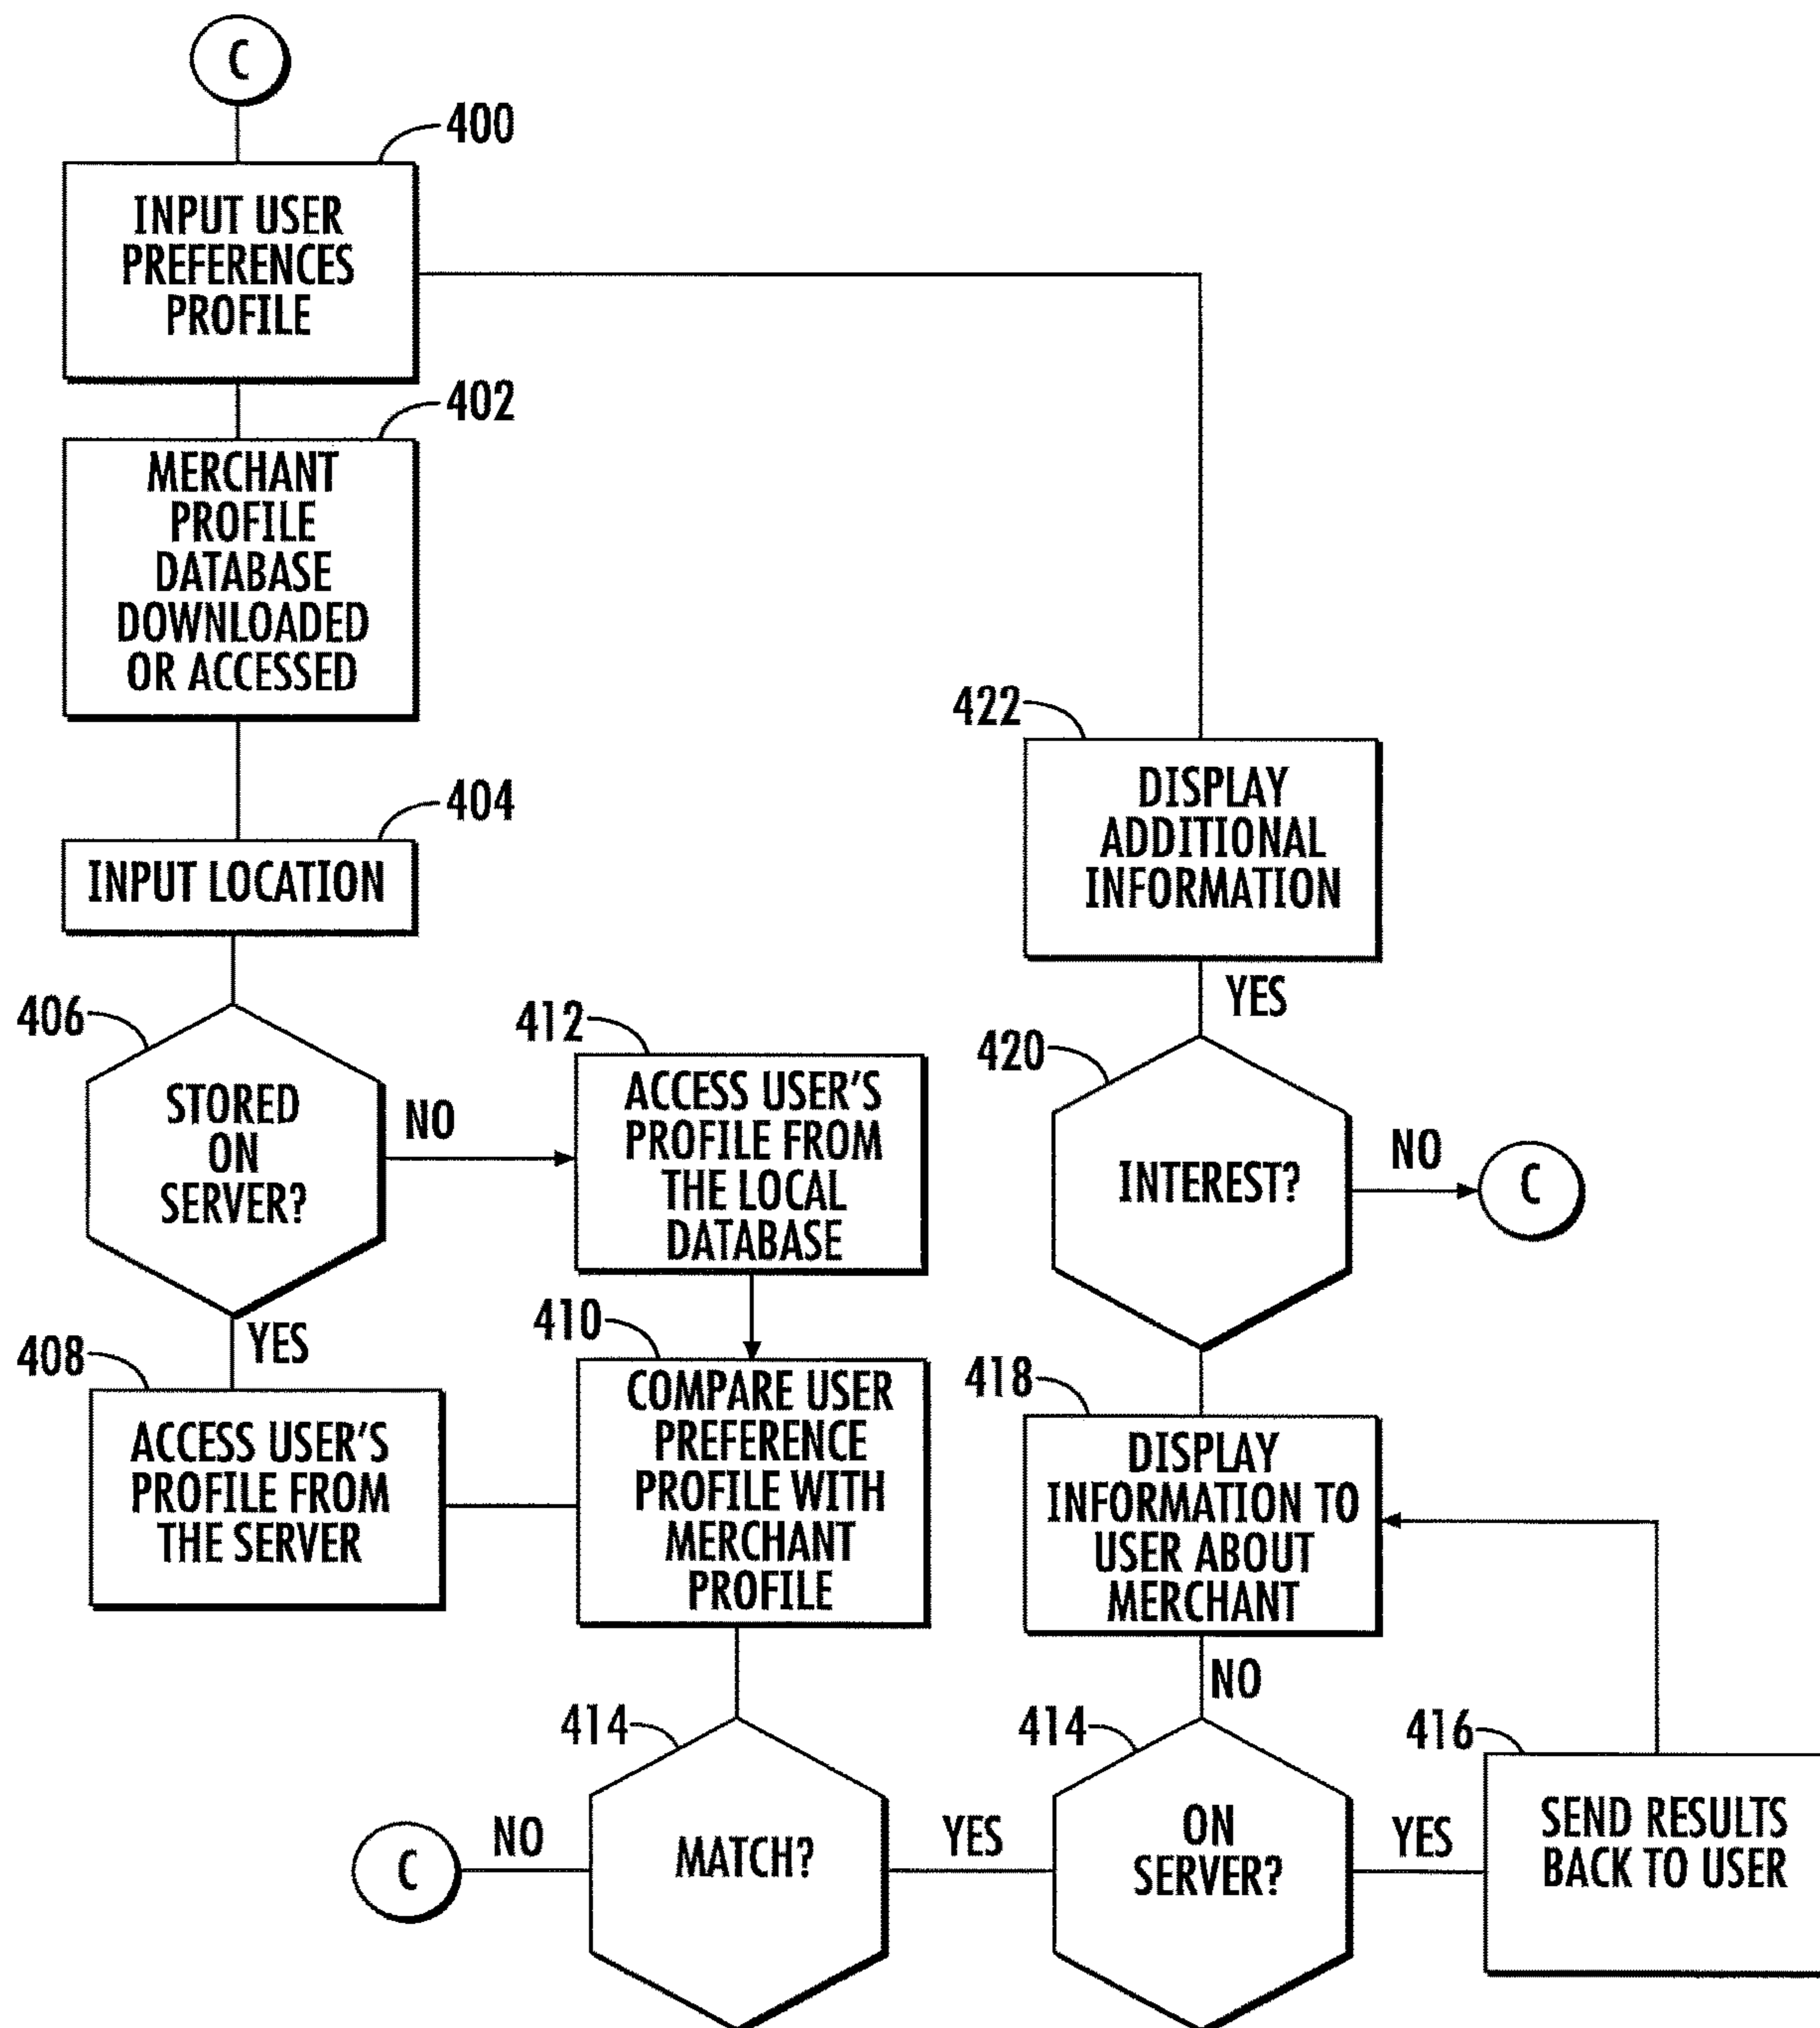 C
400
INPUT USER
PREFERENCES
PROFILE
402
MERCHANT
PROFILE
DATABASE
DOWNLOADED
OR ACCESSED
404
INPUT LOCATION
406
STORED
ON
SERVER?
NO
YES
408
ACCESS USER'S
PROFILE FROM
THE SERVER
412
ACCESS USER'S
PROFILE FROM
THE LOCAL
DATABASE
410
COMPARE USER
PREFERENCE
PROFILE WITH
MERCHANT
PROFILE
414
MATCH?
NO
C
YES
414
ON
SERVER?
YES
416
SEND RESULTS
BACK TO USER
NO
418
DISPLAY
INFORMATION TO
USER ABOUT
MERCHANT
420
INTEREST?
NO
C
YES
422
DISPLAY
ADDITIONAL
INFORMATION